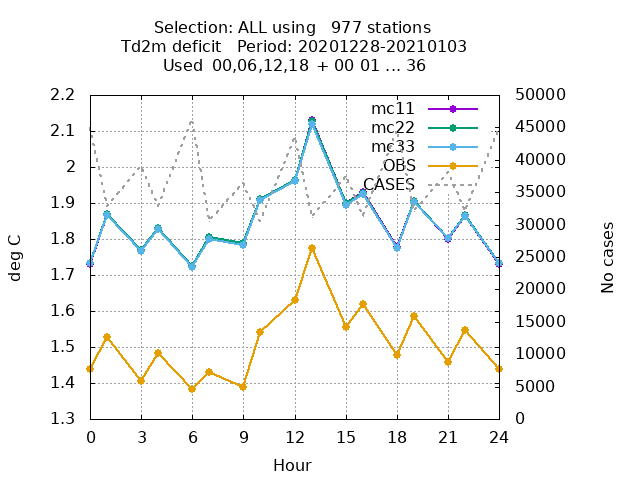 Selection: ALL using   977 stations
Td2m deficit   Period: 20201228-20210103
Used  00,06,12,18  + 00 01 ... 36
2.2
2.1
2
1.9
1.8
1.7
1.6
1.5
1.4
1.3
50000
45000
40000
35000
30000
25000
20000
15000
10000
5000
0
mc11
mc22
mc33
OBS
CASES
deg C
No cases
0 3 6 9 12 15 18 21 24
Hour